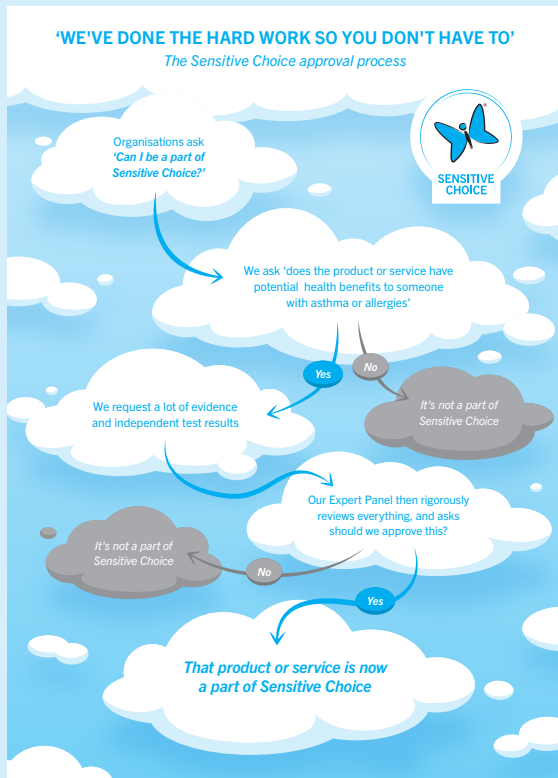 ‘WE'VE DONE THE HARD WORK SO YOU DON'T HAVE TO’
The Sensitive Choice approval process
Organisations ask
‘Can I be a part of
Sensitive Choice?’
SENSITIVE
CHOICE
We ask ‘does the product or service have
potential health benefits to someone
with asthma or allergies’
Yes
No
It's not a part of
Sensitive Choice
We request a lot of evidence
and independent test results
Our Expert Panel then rigorously
reviews everything, and asks
should we approve this?
It's not a part of
Sensitive Choice
No
Yes
That product or service is now
a part of Sensitive Choice